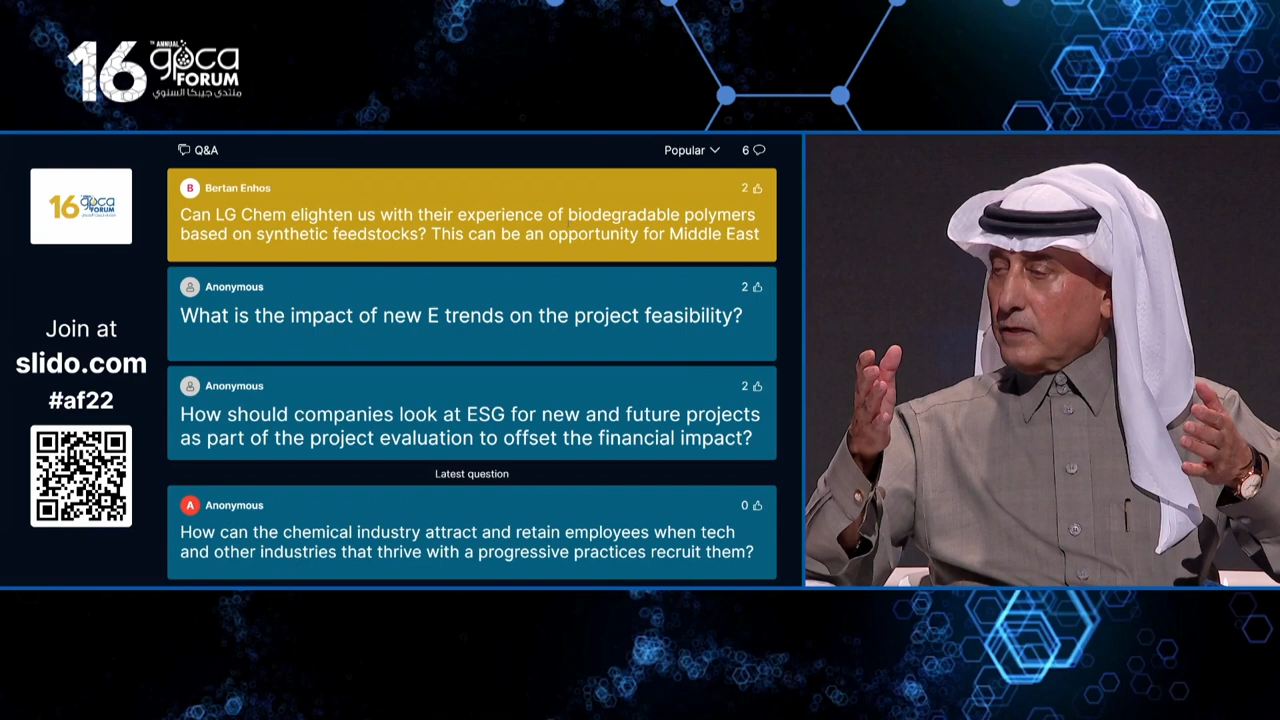 16
TH ANNUAL
gpca
FORUM
منتدى جيبكا السنوي
16
gpca
FORUM
Join at
slido.com
#af22
Q&A
Popular
6
B
Bertan Enhos
2
Can LG Chem elighten us with their experience of biodegradable polymers
based on synthetic feedstocks? This can be an opportunity for Middle East
Anonymous
2
What is the impact of new E trends on the project feasibility?
Anonymous
2
How should companies look at ESG for new and future projects
as part of the project evaluation to offset the financial impact?
Latest question
A
Anonymous
0
How can the chemical industry attract and retain employees when tech
and other industries that thrive with a progressive practices recruit them?